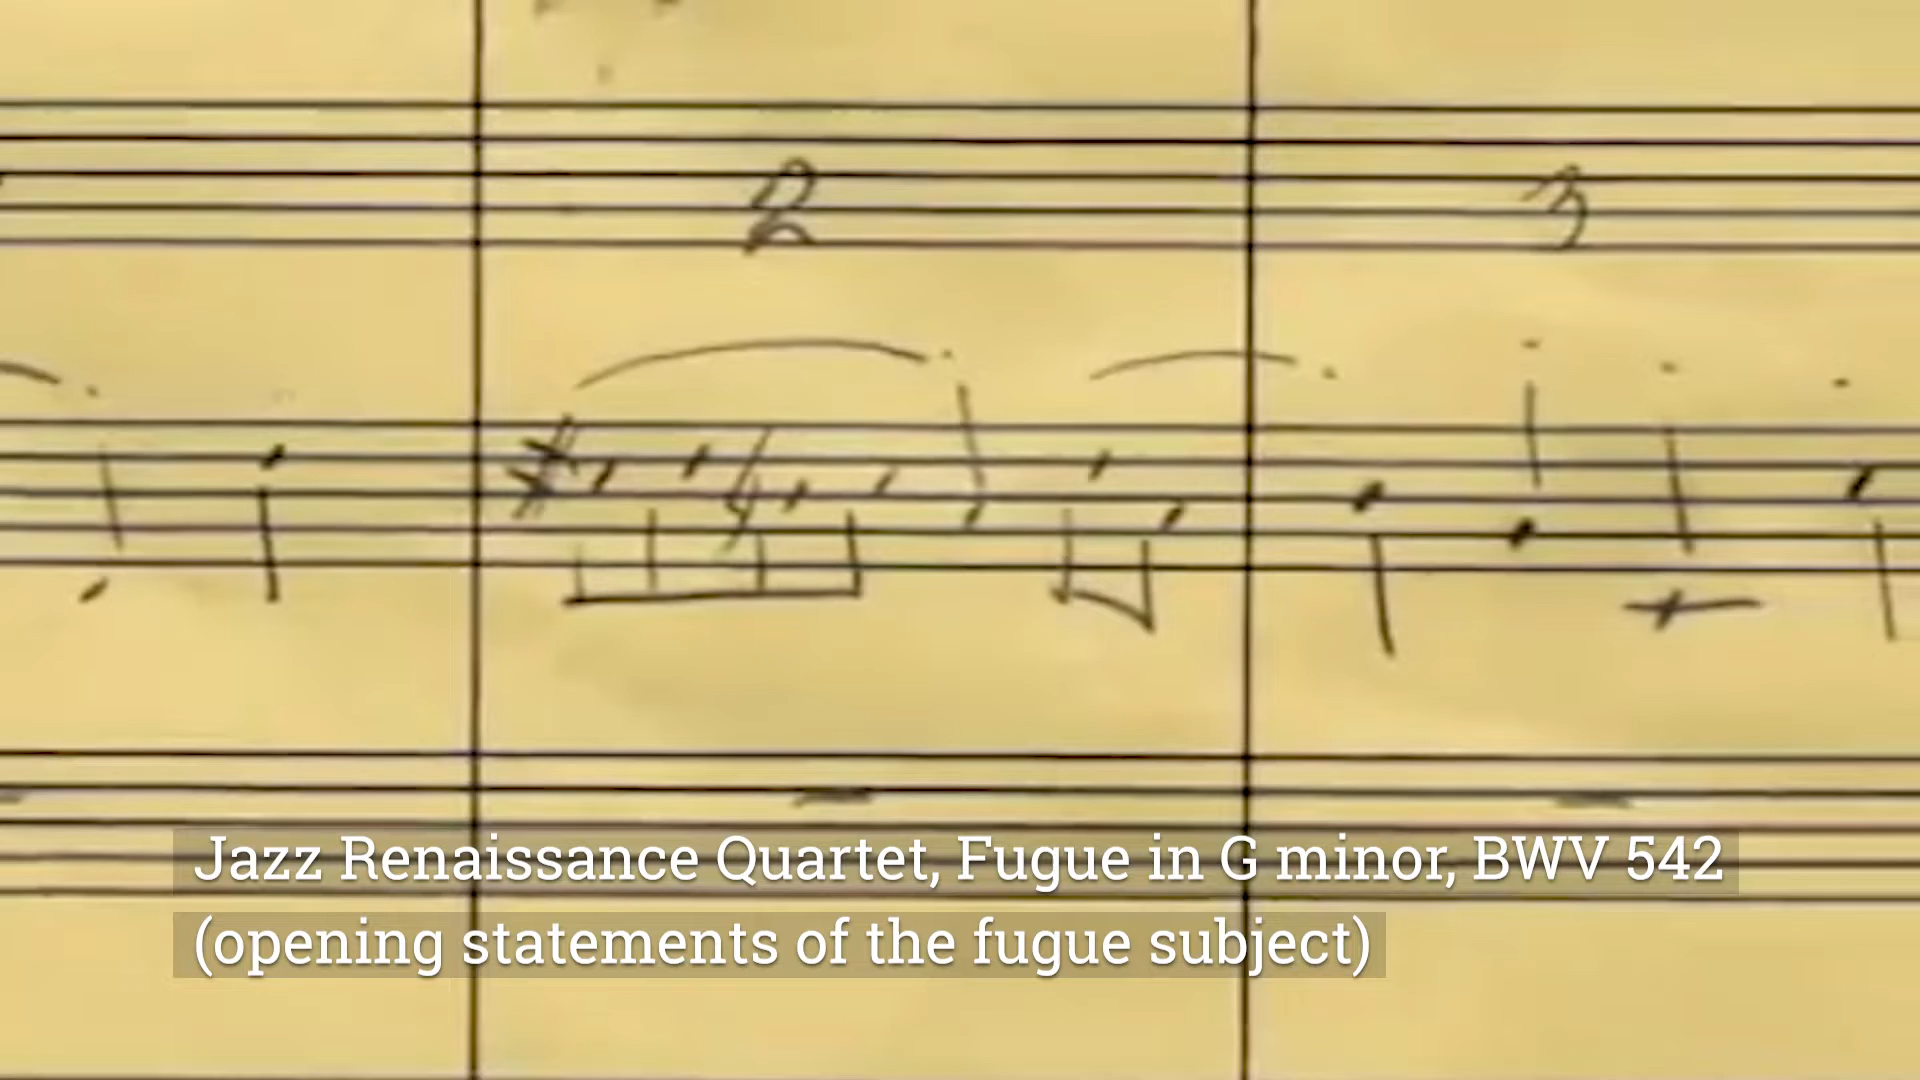 2 3
Jazz Renaissance Quartet, Fugue in G minor, BWV 542
(opening statements of the fugue subject)